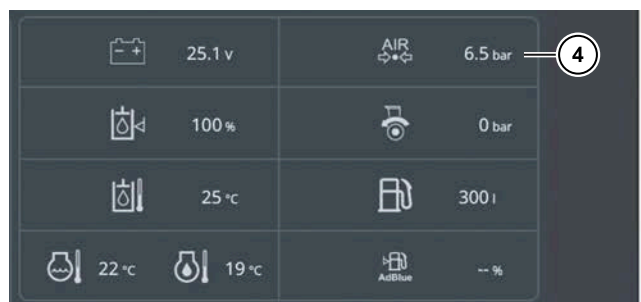 25.1 v
AIR
6.5 bar
4
100 %
0 bar
25 °C
300 l
22 °C
19 °C
AdBlue
-- %